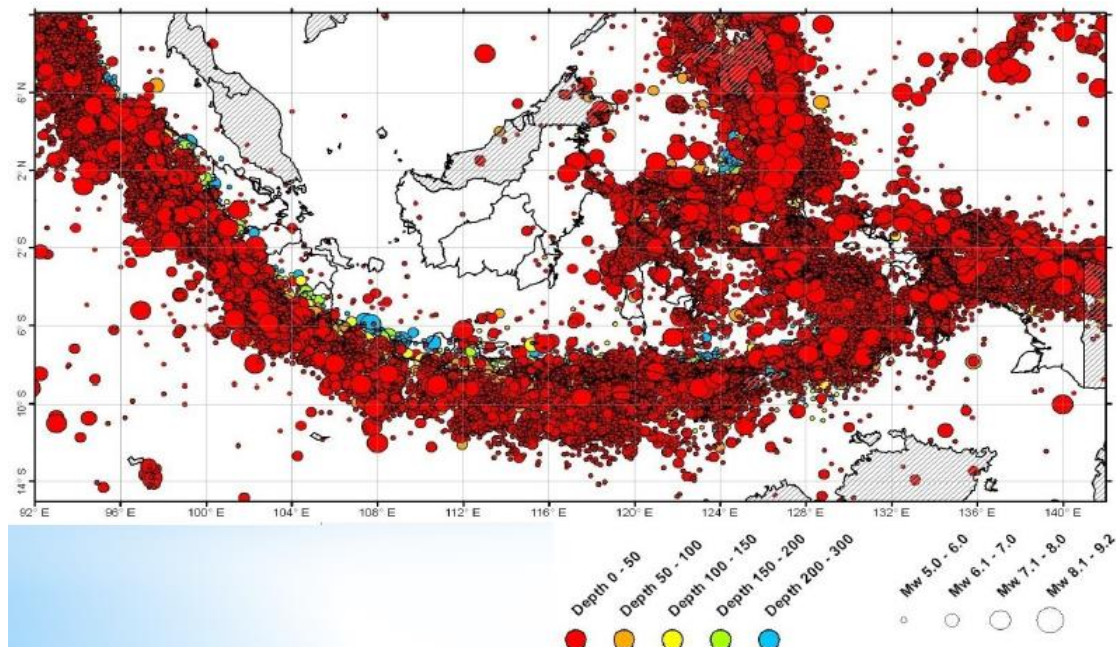 6° N
2° N
2° S
6° S
10° S
14° S
92° E 96° E 100° E 104° E 108° E 112° E 116° E 120° E 124° E 128° E 132° E 136° E 140° E
Depth 0 - 50
Depth 50 - 100
Depth 100 - 150
Depth 150 - 200
Depth 200 - 300
Mw 5.0 - 6.0
Mw 6.1 - 7.0
Mw 7.1 - 8.0
Mw 8.1 - 9.2